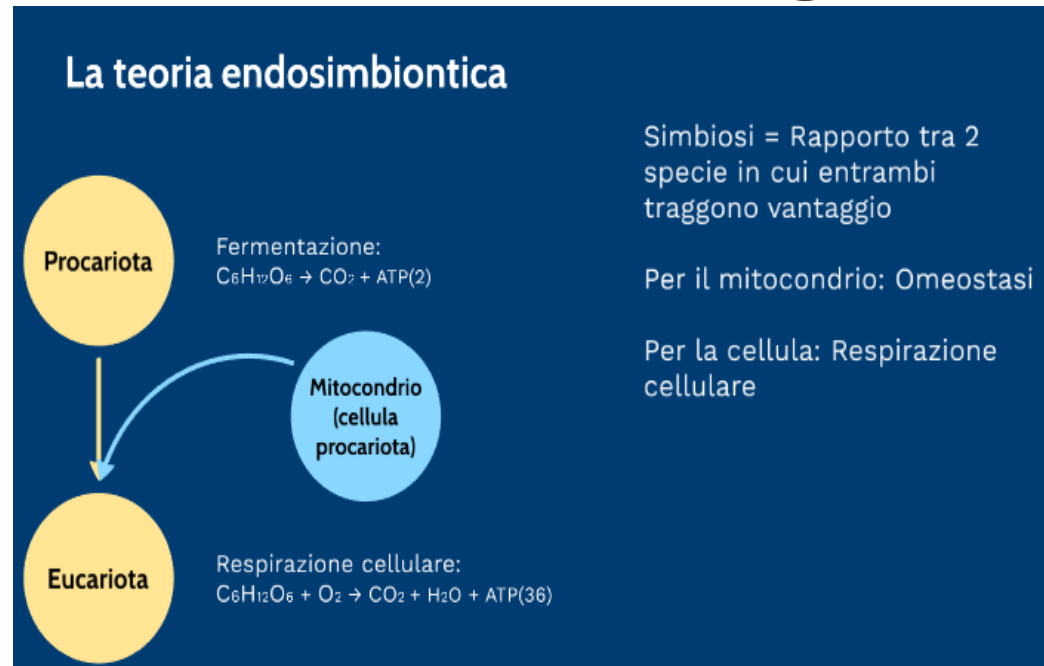 La teoria endosimbiontica
Procariota
Fermentazione:
C₆H₁₂O₆ → CO₂ + ATP(2)
Mitocondrio
(cellula
procariota)
Eucariota
Respirazione cellulare:
C₆H₁₂O₆ + O₂ → CO₂ + H₂O + ATP(36)
Simbiosi = Rapporto tra 2
specie in cui entrambi
traggono vantaggio
Per il mitocondrio: Omeostasi
Per la cellula: Respirazione
cellulare